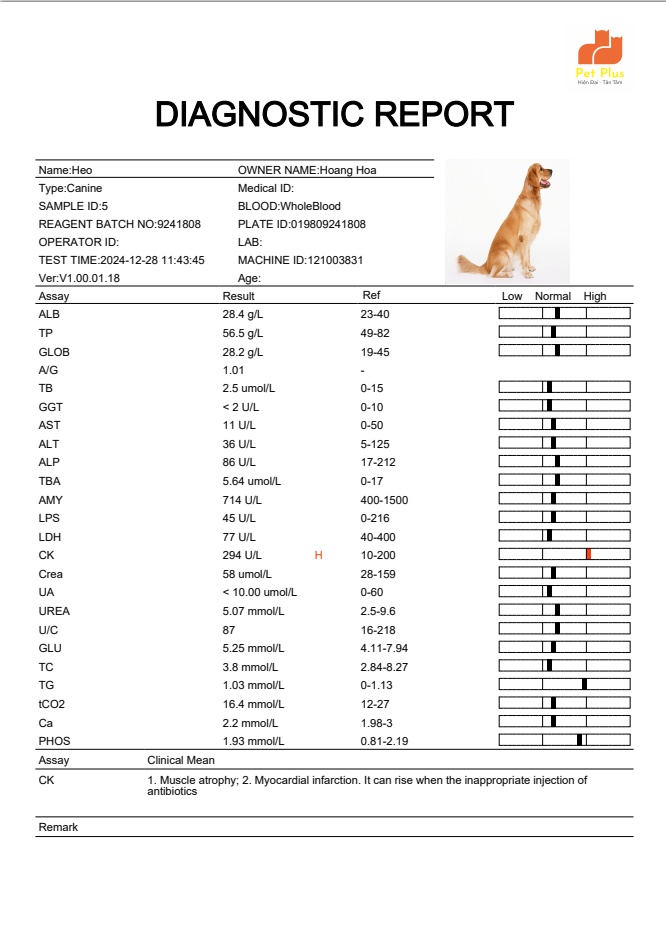 Pet Plus
Hiện Đại - Tận Tâm
DIAGNOSTIC REPORT
Name:Heo OWNER NAME:Hoang Hoa
Type:Canine Medical ID:
SAMPLE ID:5 BLOOD:WholeBlood
REAGENT BATCH NO:9241808 PLATE ID:019809241808
OPERATOR ID: LAB:
TEST TIME:2024-12-28 11:43:45 MACHINE ID:121003831
Ver:V1.00.01.18 Age:
Assay Result Ref Low Normal High
ALB 28.4 g/L 23-40
TP 56.5 g/L 49-82
GLOB 28.2 g/L 19-45
A/G 1.01 -
TB 2.5 umol/L 0-15
GGT < 2 U/L 0-10
AST 11 U/L 0-50
ALT 36 U/L 5-125
ALP 86 U/L 17-212
TBA 5.64 umol/L 0-17
AMY 714 U/L 400-1500
LPS 45 U/L 0-216
LDH 77 U/L 40-400
CK 294 U/L H 10-200
Crea 58 umol/L 28-159
UA < 10.00 umol/L 0-60
UREA 5.07 mmol/L 2.5-9.6
U/C 87 16-218
GLU 5.25 mmol/L 4.11-7.94
TC 3.8 mmol/L 2.84-8.27
TG 1.03 mmol/L 0-1.13
tCO2 16.4 mmol/L 12-27
Ca 2.2 mmol/L 1.98-3
PHOS 1.93 mmol/L 0.81-2.19
Assay Clinical Mean
CK 1. Muscle atrophy; 2. Myocardial infarction. It can rise when the inappropriate injection of
antibiotics
Remark